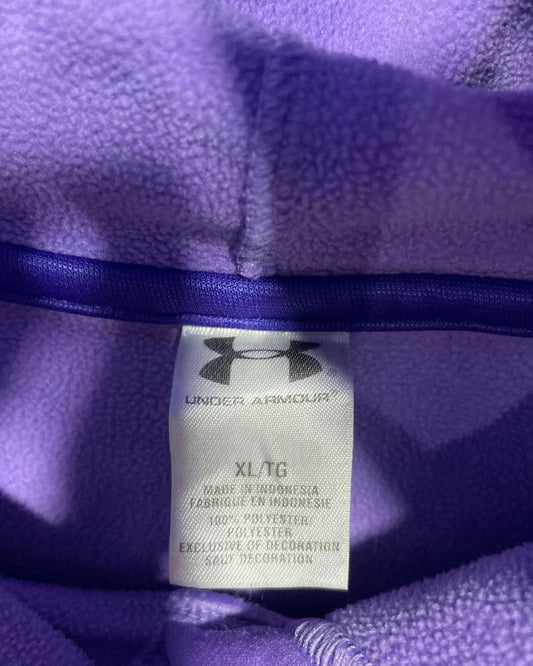 UNDER ARMOUR
XL/TG
MADE IN INDONESIA
FABRIQUE EN INDONESIE
100% POLYESTER/
POLYESTER
EXCLUSIVE OF DECORATION
SAUF DECORATION